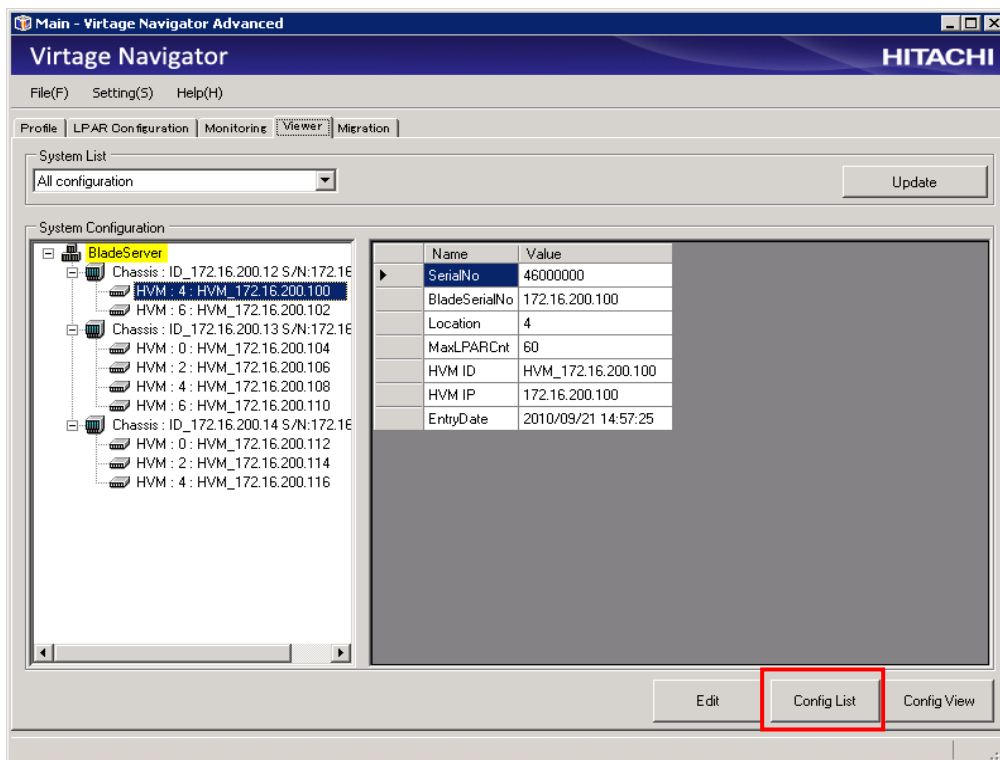 Main - Virtage Navigator Advanced
Virtage Navigator HITACHI
File(F) Setting(S) Help(H)
Profile LPAR Configuration Monitoring Viewer Migration
System List
All configuration Update
System Configuration
BladeServer
Chassis : ID_172.16.200.12 S/N:172.16
HVM : 4 : HVM_172.16.200.100
HVM : 6 : HVM_172.16.200.102
Chassis : ID_172.16.200.13 S/N:172.16
HVM : 0 : HVM_172.16.200.104
HVM : 2 : HVM_172.16.200.106
HVM : 4 : HVM_172.16.200.108
HVM : 6 : HVM_172.16.200.110
Chassis : ID_172.16.200.14 S/N:172.16
HVM : 0 : HVM_172.16.200.112
HVM : 2 : HVM_172.16.200.114
HVM : 4 : HVM_172.16.200.116
Name Value
SerialNo 46000000
BladeSerialNo 172.16.200.100
Location 4
MaxLPARCnt 60
HVM ID HVM_172.16.200.100
HVM IP 172.16.200.100
EntryDate 2010/09/21 14:57:25
Edit Config List Config View